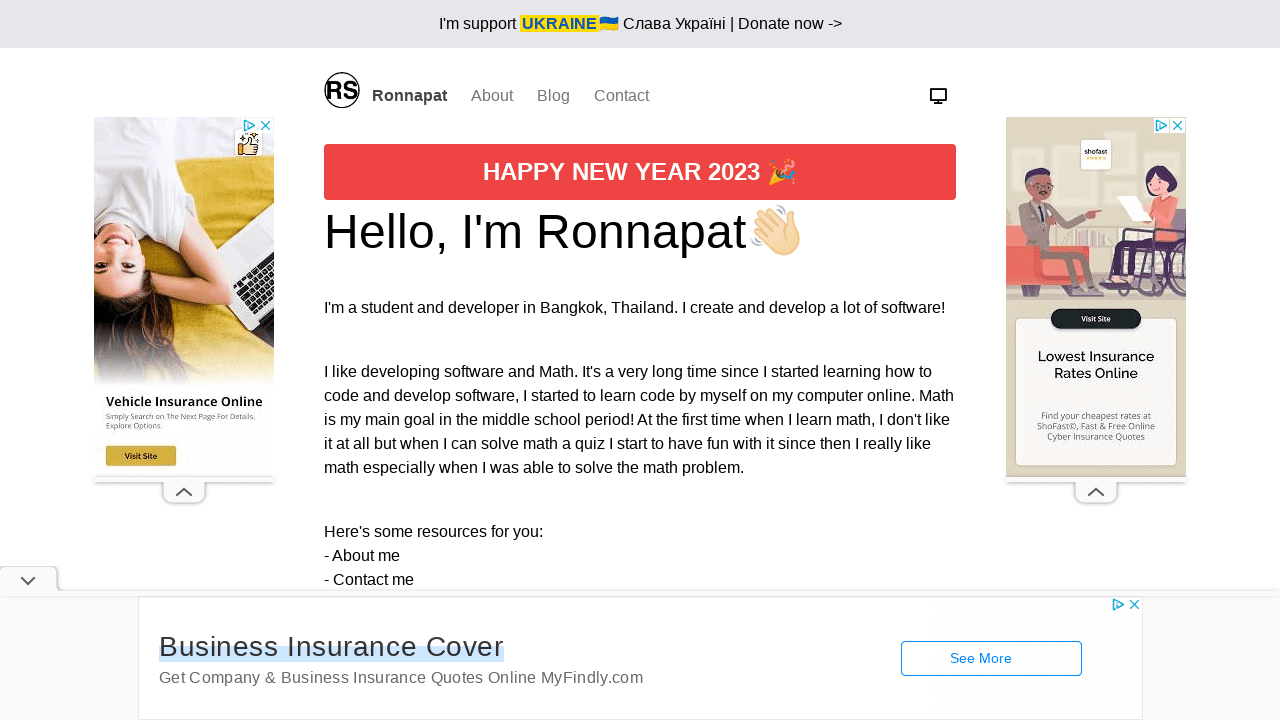 I'm support UKRAINE🇺🇦 Слава Україні | Donate now ->
RS Ronnapat About Blog Contact
HAPPY NEW YEAR 2023 🎉
Hello, I'm Ronnapat👋🏻
I'm a student and developer in Bangkok, Thailand. I create and develop a lot of software!
I like developing software and Math. It's a very long time since I started learning how to
code and develop software, I started to learn code by myself on my computer online. Math
is my main goal in the middle school period! At the first time when I learn math, I don't like
it at all but when I can solve math a quiz I start to have fun with it since then I really like
math especially when I was able to solve the math problem.
Here's some resources for you:
- About me
- Contact me
Vehicle Insurance Online
Simply Search on The Next Page For Details.
Explore Options.
Visit Site
shofast
Visit Site
Lowest Insurance
Rates Online
Find your cheapest rates at
ShoFast©, Fast & Free Online
Cyber Insurance Quotes
Business Insurance Cover
Get Company & Business Insurance Quotes Online MyFindly.com
See More